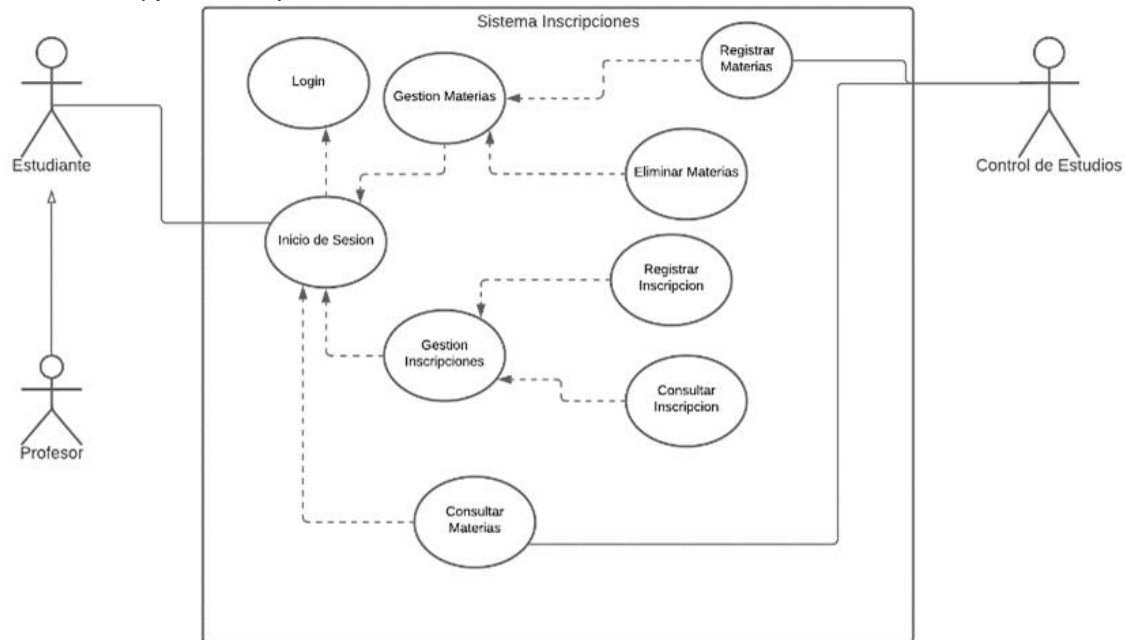 Sistema Inscripciones
Login
Gestion Materias
Registrar
Materias
Estudiante
Control de Estudios
Eliminar Materias
Inicio de Sesion
Registrar
Inscripcion
Gestion
Inscripciones
Consultar
Inscripcion
Profesor
Consultar
Materias